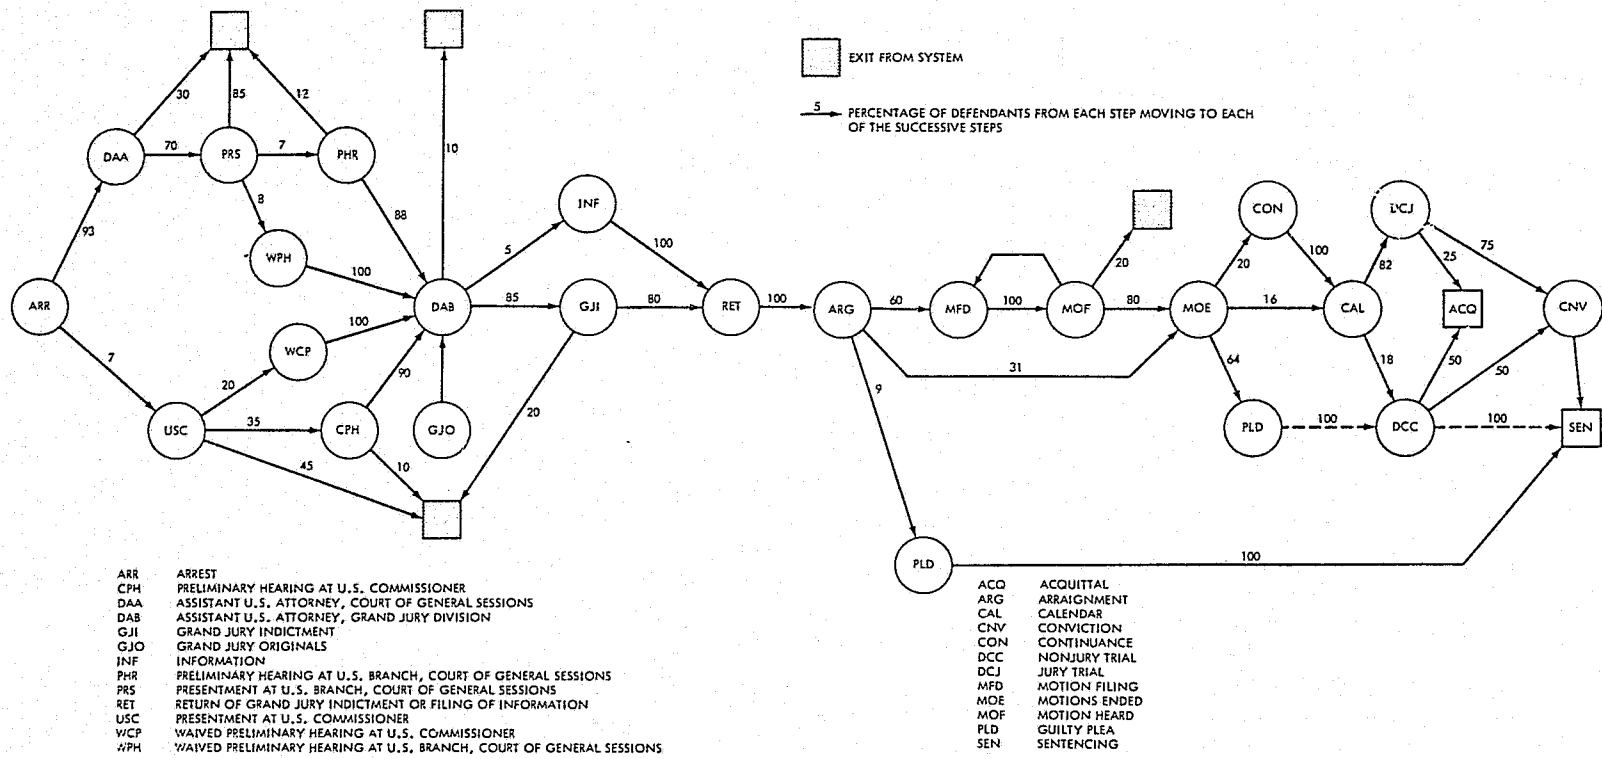 EXIT FROM SYSTEM
5 PERCENTAGE OF DEFENDANTS FROM EACH STEP MOVING TO EACH
OF THE SUCCESSIVE STEPS
30
85
12
10
DAA
70
PRS
7
PHR
8
88
93
WPH
100
5
INF
100
ARR
DAB
85
GJI
80
RET
100
7
100
WCP
20
90
USC
35
CPH
GJO
20
45
10
ARG
60
MFD
100
MOF
80
20
MOE
20
CON
100
16
CAL
82
DCJ
75
25
ACQ
CNV
31
64
18
50
50
9
PLD
100
DCC
100
SEN
PLD
100
ARR ARREST
CPH PRELIMINARY HEARING AT U.S. COMMISSIONER
DAA ASSISTANT U.S. ATTORNEY, COURT OF GENERAL SESSIONS
DAB ASSISTANT U.S. ATTORNEY, GRAND JURY DIVISION
GJI GRAND JURY INDICTMENT
GJO GRAND JURY ORIGINALS
INF INFORMATION
PHR PRELIMINARY HEARING AT U.S. BRANCH, COURT OF GENERAL SESSIONS
PRS PRESENTMENT AT U.S. BRANCH, COURT OF GENERAL SESSIONS
RET RETURN OF GRAND JURY INDICTMENT OR FILING OF INFORMATION
USC PRESENTMENT AT U.S. COMMISSIONER
WCP WAIVED PRELIMINARY HEARING AT U.S. COMMISSIONER
WPH WAIVED PRELIMINARY HEARING AT U.S. BRANCH, COURT OF GENERAL SESSIONS
ACQ ACQUITTAL
ARG ARRAIGNMENT
CAL CALENDAR
CNV CONVICTION
CON CONTINUANCE
DCC NONJURY TRIAL
DCJ JURY TRIAL
MFD MOTION FILING
MOE MOTIONS ENDED
MOF MOTION HEARD
PLD GUILTY PLEA
SEN SENTENCING